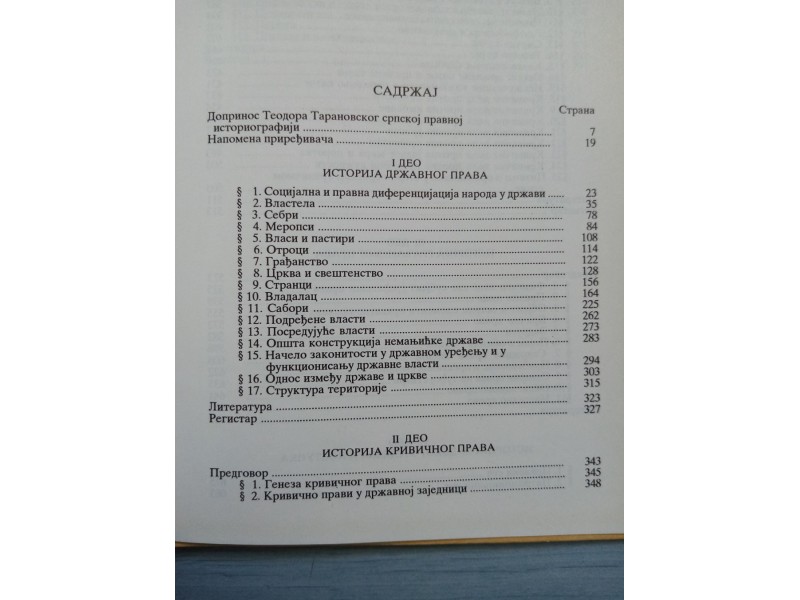 САДРЖАЈ
Страна
Допринос Теодора Тарановског српској правној
историографији ........ 7
Напомена приређивача ........ 19
I ДЕО
ИСТОРИЈА ДРЖАВНОГ ПРАВА
§ 1. Социјална и правна диференцијација народа у држави ...... 23
§ 2. Властела ........ 35
§ 3. Себри ........ 78
§ 4. Меропси ........ 84
§ 5. Власи и пастири ........ 108
§ 6. Отроци ........ 114
§ 7. Грађанство ........ 122
§ 8. Црква и свештенство ........ 128
§ 9. Странци ........ 156
§ 10. Владалац ........ 164
§ 11. Сабори ........ 225
§ 12. Подређене власти ........ 262
§ 13. Посредујуће власти ........ 273
§ 14. Општа конструкција немањићке државе ........ 283
§ 15. Начело законитости у државном уређењу и у
функционисању државне власти ........ 294
§ 16. Однос између државе и цркве ........ 303
§ 17. Структура територије ........ 315
Литература ........ 323
Регистар ........ 327
II ДЕО
ИСТОРИЈА КРИВИЧНОГ ПРАВА
Предговор ........ 343
§ 1. Генеза кривичног права ........ 345
§ 2. Кривично прави у државној заједници ........ 348